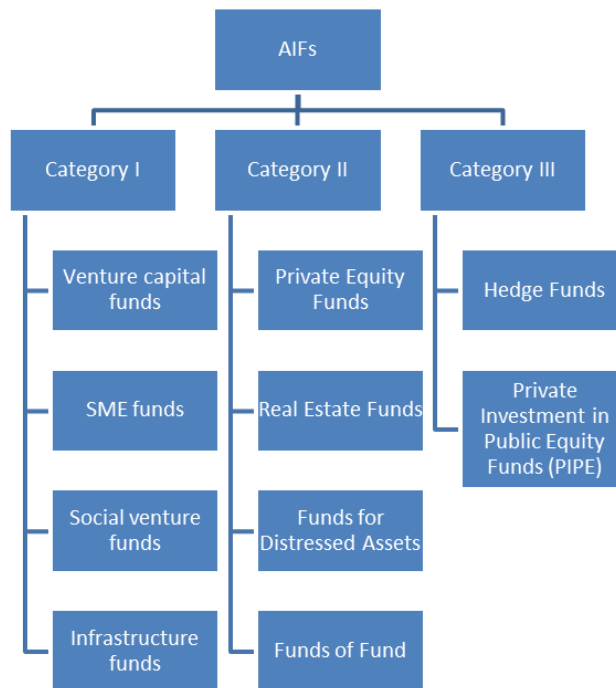 AIFs
Category I
Category II
Category III
Venture capital
funds
SME funds
Social venture
funds
Infrastructure
funds
Private Equity
Funds
Real Estate Funds
Funds for
Distressed Assets
Funds of Fund
Hedge Funds
Private
Investment in
Public Equity
Funds (PIPE)